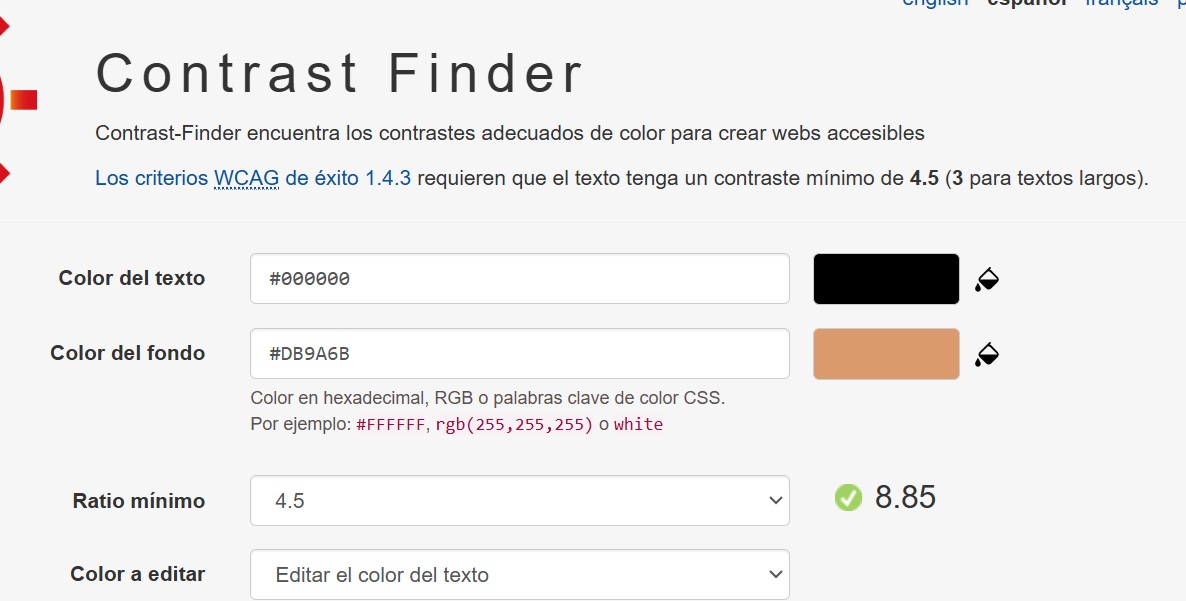 english español français
Contrast Finder
Contrast-Finder encuentra los contrastes adecuados de color para crear webs accesibles
Los criterios WCAG de éxito 1.4.3 requieren que el texto tenga un contraste mínimo de 4.5 (3 para textos largos).
Color del texto #000000
Color del fondo #DB9A6B
Color en hexadecimal, RGB o palabras clave de color CSS.
Por ejemplo: #FFFFFF, rgb(255,255,255) o white
Ratio mínimo 4.5 8.85
Color a editar Editar el color del texto